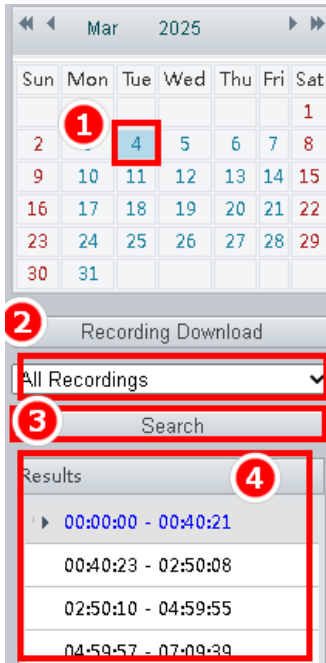 Mar 2025
Sun Mon Tue Wed Thu Fri Sat
1
1
2 4 5 6 7 8
9 10 11 12 13 14 15
16 17 18 19 20 21 22
23 24 25 26 27 28 29
30 31
2
Recording Download
All Recordings
3 Search
Results 4
00:00:00 - 00:40:21
00:40:23 - 02:50:08
02:50:10 - 04:59:55
04:59:57 - 07:09:39